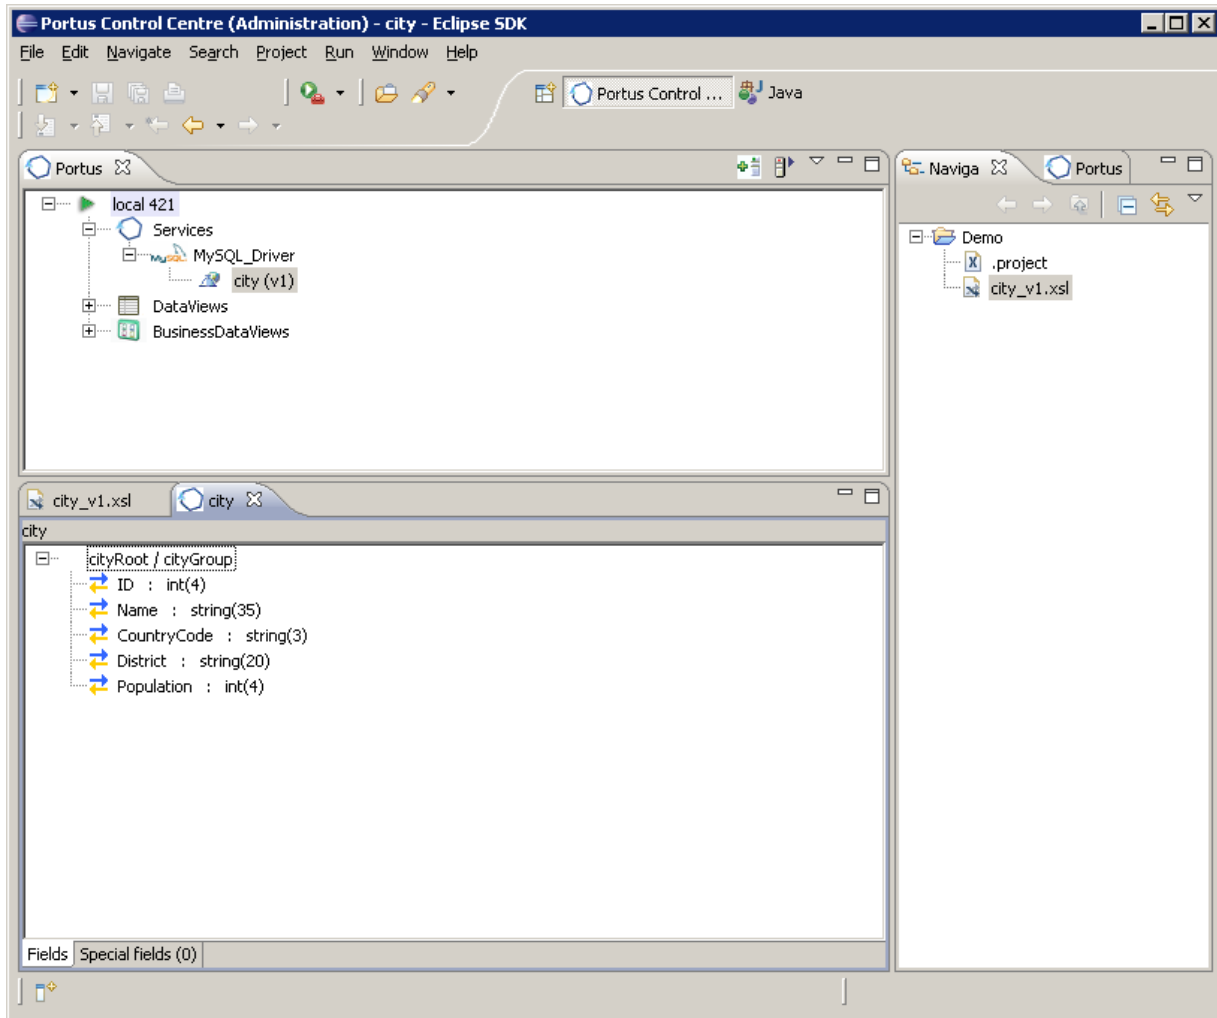 Portus Control Centre (Administration) - city - Eclipse SDK
File Edit Navigate Search Project Run Window Help
Portus Control ... Java
Portus
local 421
Services
MySQL MySQL_Driver
city (v1)
DataViews
BusinessDataViews
Naviga Portus
Demo
X .project
city_v1.xsl
city_v1.xsl city
city
cityRoot / cityGroup
ID : int(4)
Name : string(35)
CountryCode : string(3)
District : string(20)
Population : int(4)
Fields Special fields (0)